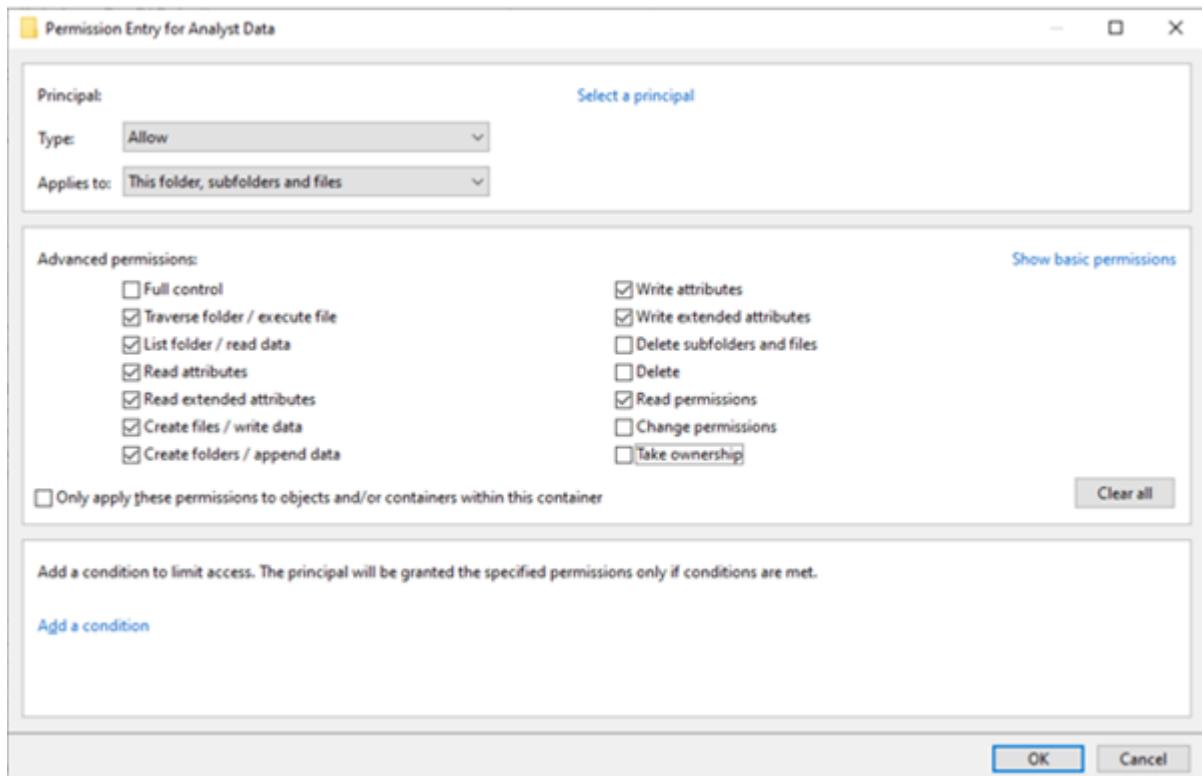 Permission Entry for Analyst Data
Principal: Select a principal
Type: Allow
Applies to: This folder, subfolders and files
Advanced permissions: Show basic permissions
Full control Write attributes
Traverse folder / execute file Write extended attributes
List folder / read data Delete subfolders and files
Read attributes Delete
Read extended attributes Read permissions
Create files / write data Change permissions
Create folders / append data Take ownership
Only apply these permissions to objects and/or containers within this container Clear all
Add a condition to limit access. The principal will be granted the specified permissions only if conditions are met.
Add a condition
OK Cancel